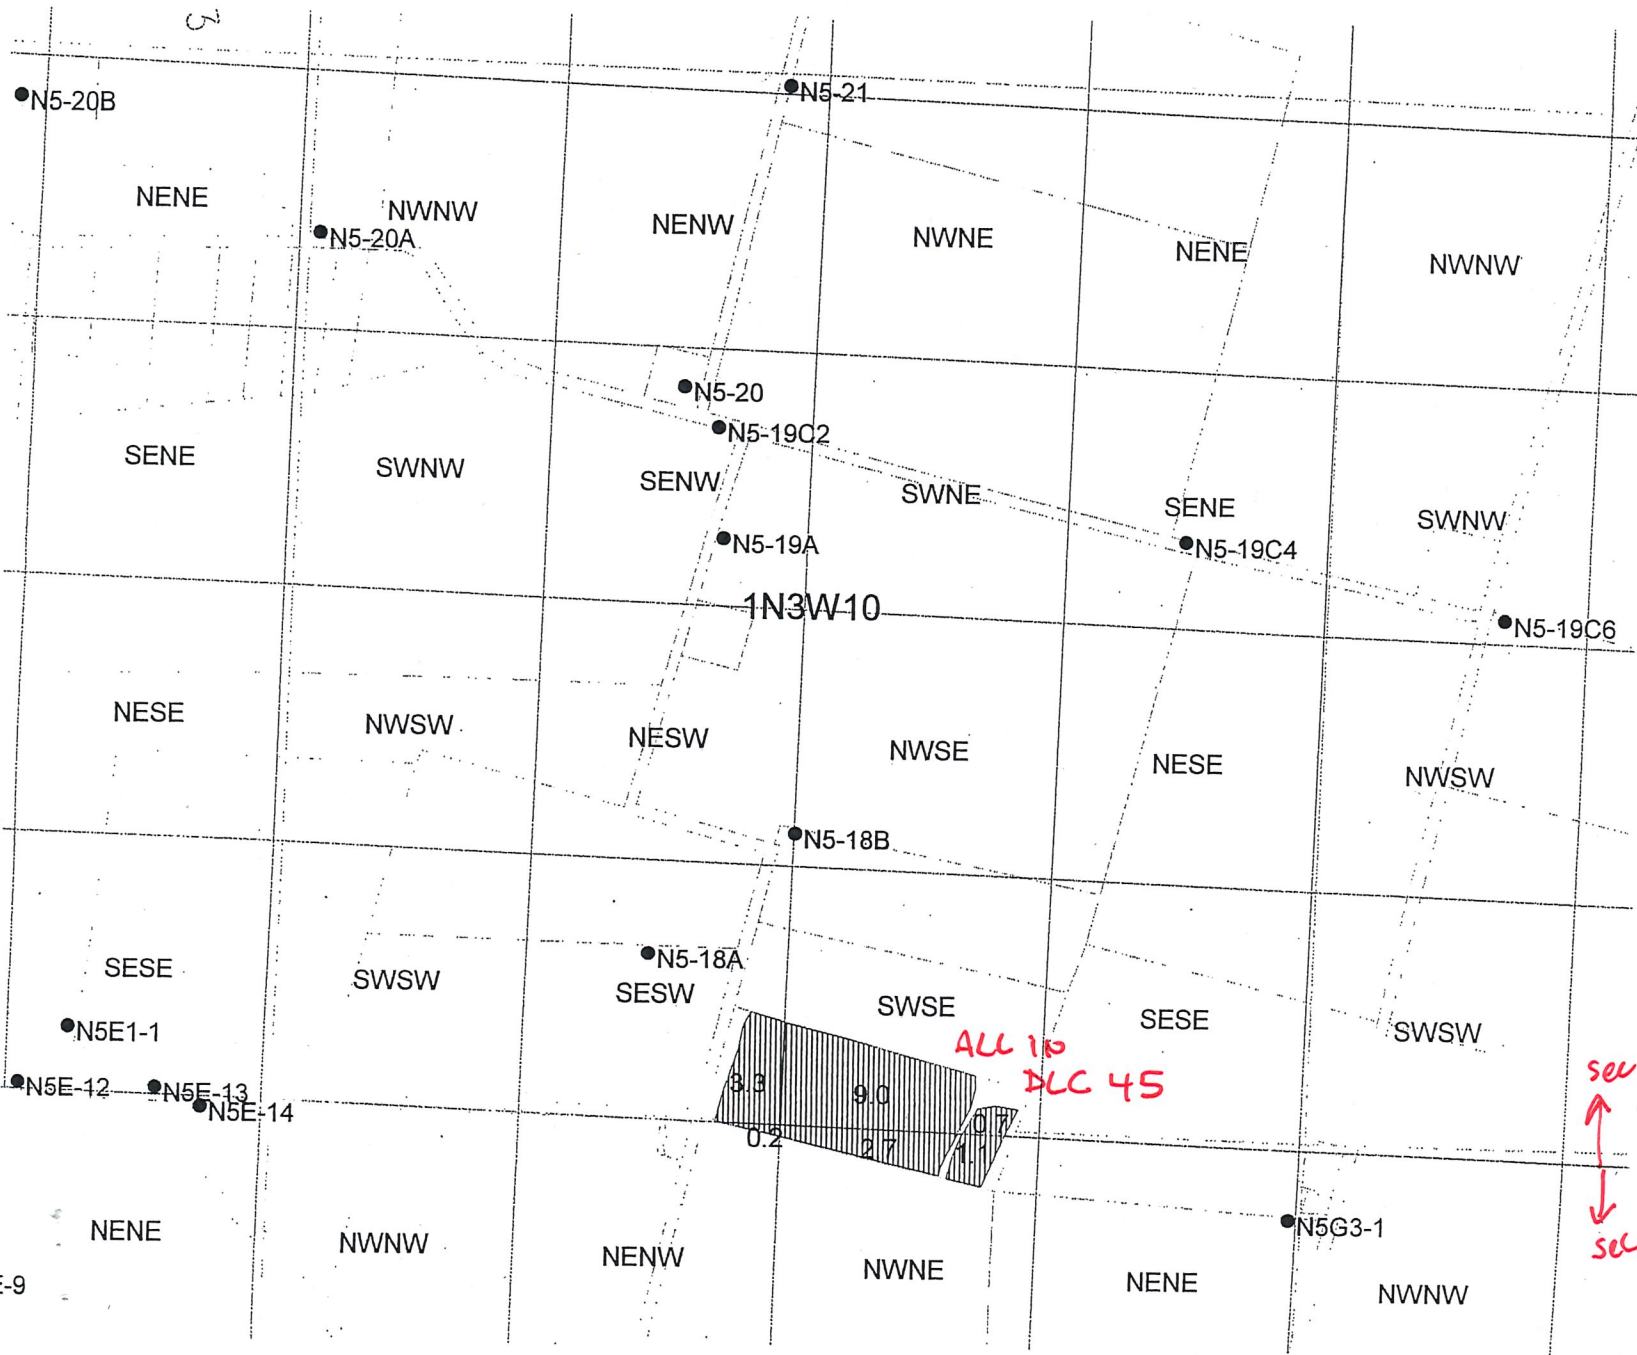 3
N5-20B
N5-21
NENE
NWNW
NENW
NWNE
NENE
NWNW
N5-20A
N5-20
N5-19C2
SENE
SWNW
SENW
SWNE
SENE
SWNW
N5-19A
N5-19C4
1N3W10
N5-19C6
NESE
NWSW
NESW
NWSE
NESE
NWSW
N5-18B
N5-18A
SESE
SWSW
SESW
SWSE
SESE
SWSW
N5E1-1
ALL IN
DLC 45
3.3
9.0
0.7
0.2
2.7
1.1
N5E-12
N5E-13
N5E-14
sec
sec
N5G3-1
NENE
NWNW
NENW
NWNE
NENE
NWNW
E-9